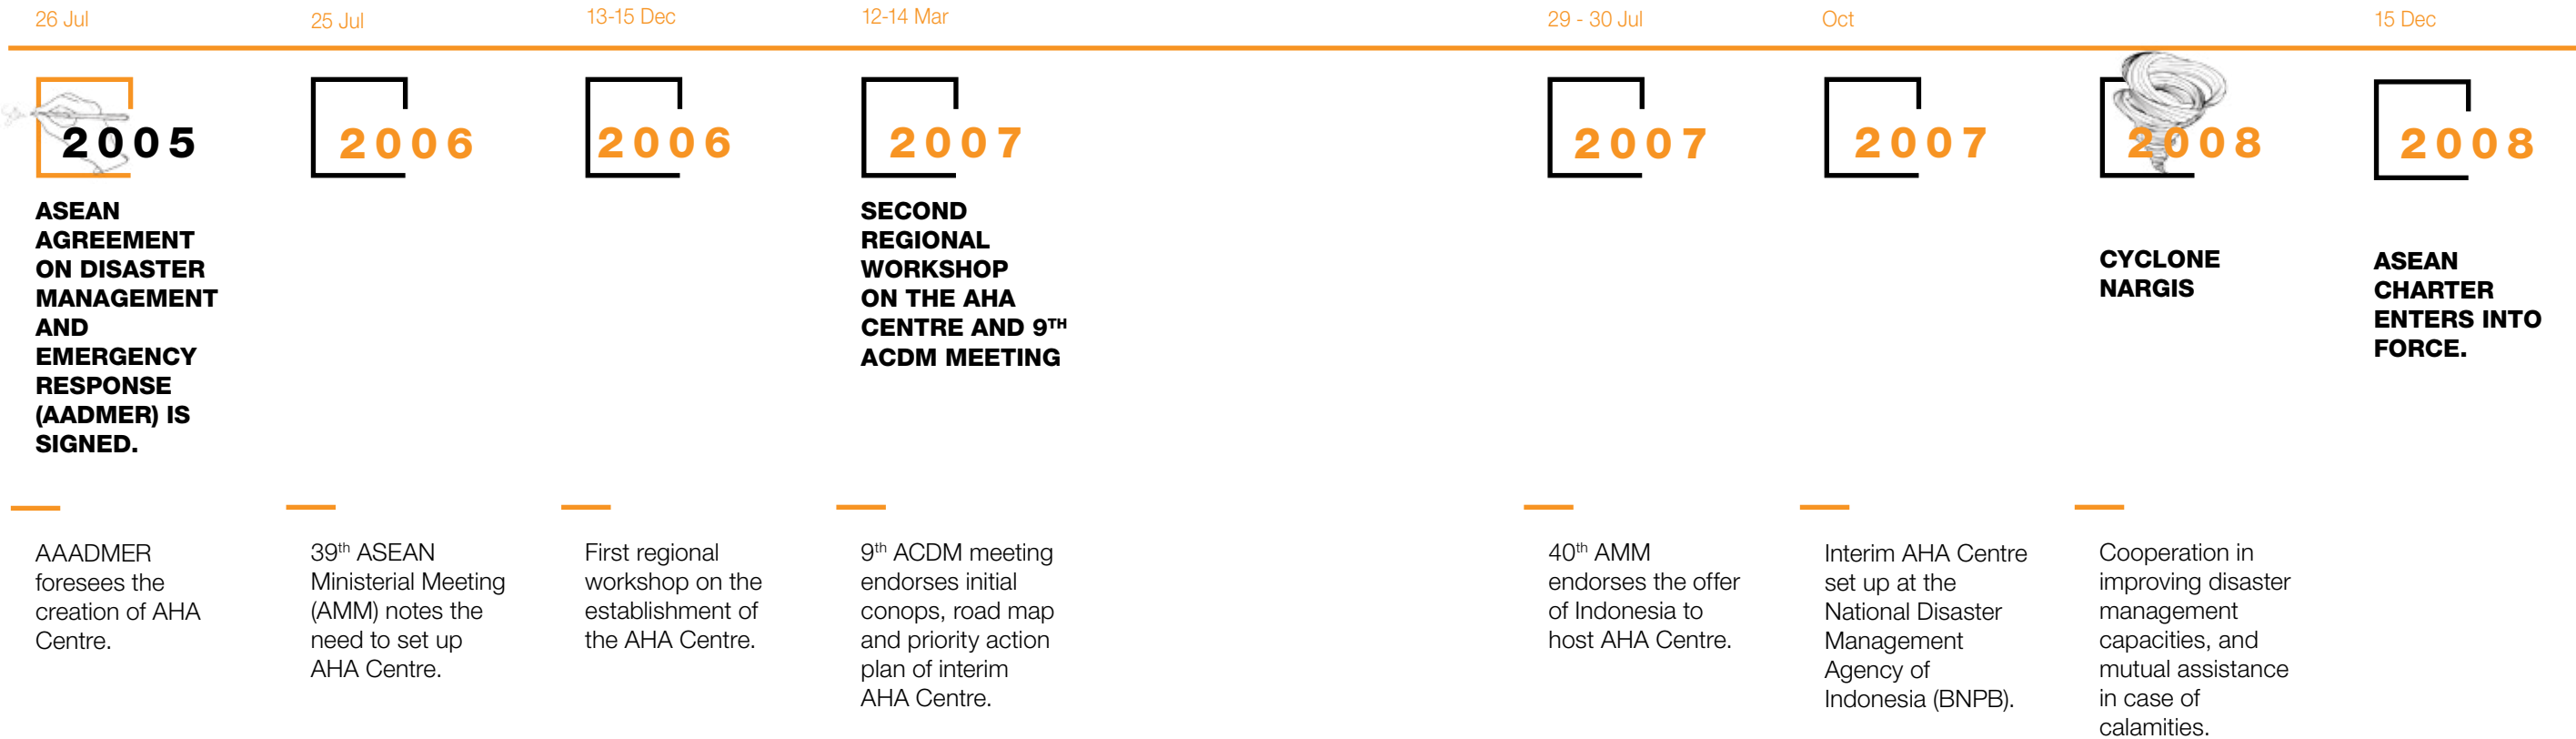 26 Jul
2005
ASEAN
AGREEMENT
ON DISASTER
MANAGEMENT
AND
EMERGENCY
RESPONSE
(AADMER) IS
SIGNED.
AAADMER
foresees the
creation of AHA
Centre.
25 Jul
2006
39th ASEAN
Ministerial Meeting
(AMM) notes the
need to set up
AHA Centre.
13-15 Dec
2006
First regional
workshop on the
establishment of
the AHA Centre.
12-14 Mar
2007
SECOND
REGIONAL
WORKSHOP
ON THE AHA
CENTRE AND 9TH
ACDM MEETING
9th ACDM meeting
endorses initial
conops, road map
and priority action
plan of interim
AHA Centre.
29 - 30 Jul
2007
40th AMM
endorses the offer
of Indonesia to
host AHA Centre.
Oct
2007
Interim AHA Centre
set up at the
National Disaster
Management
Agency of
Indonesia (BNPB).
2008
CYCLONE
NARGIS
Cooperation in
improving disaster
management
capacities, and
mutual assistance
in case of
calamities.
15 Dec
2008
ASEAN
CHARTER
ENTERS INTO
FORCE.